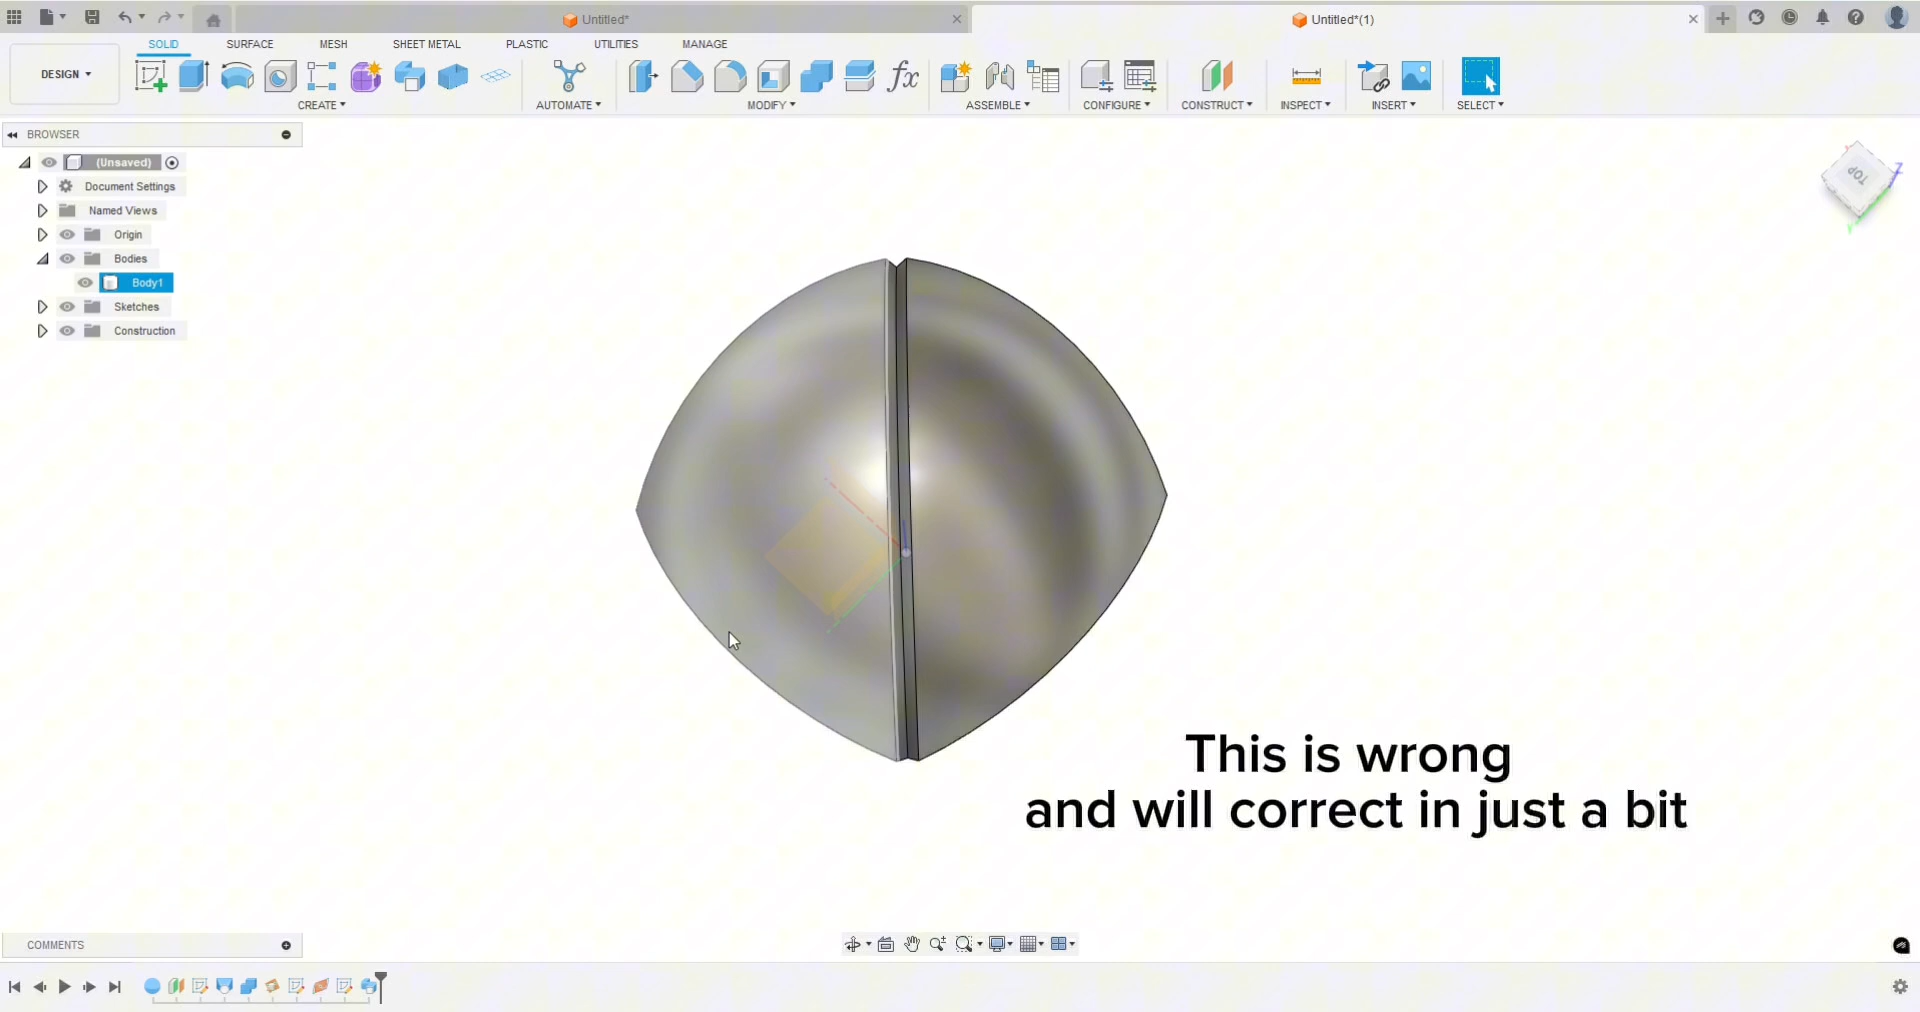 Untitled*
Untitled*(1)
SOLID
SURFACE
MESH
SHEET METAL
PLASTIC
UTILITIES
MANAGE
DESIGN
fx
CREATE
AUTOMATE
MODIFY
ASSEMBLE
CONFIGURE
CONSTRUCT
INSPECT
INSERT
SELECT
BROWSER
(Unsaved)
Document Settings
Named Views
Origin
Bodies
Body1
Sketches
Construction
TOP
Z
Y
This is wrong
and will correct in just a bit
COMMENTS